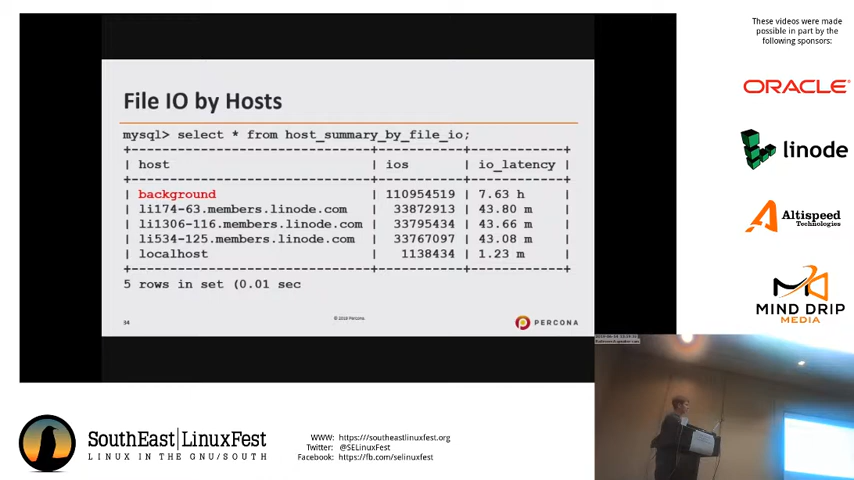 These videos were made
possible in part by the
following sponsors:
ORACLE
linode
Altispeed
Technologies
MIND DRIP
MEDIA
File IO by Hosts
mysql> select * from host_summary_by_file_io;
+--------------------------------+-----------+------------+
| host | ios | io_latency |
+--------------------------------+-----------+------------+
| background | 110954519 | 7.63 h |
| li174-63.members.linode.com | 33872913 | 43.80 m |
| li1306-116.members.linode.com | 33795434 | 43.66 m |
| li534-125.members.linode.com | 33767097 | 43.08 m |
| localhost | 1138434 | 1.23 m |
+--------------------------------+-----------+------------+
5 rows in set (0.01 sec
34
PERCONA
SouthEast|LinuxFest
LINUX IN THE GNU/SOUTH
WWW: https://southeastlinuxfest.org
Twitter: @SELinuxFest
Facebook: https://fb.com/selinuxfest